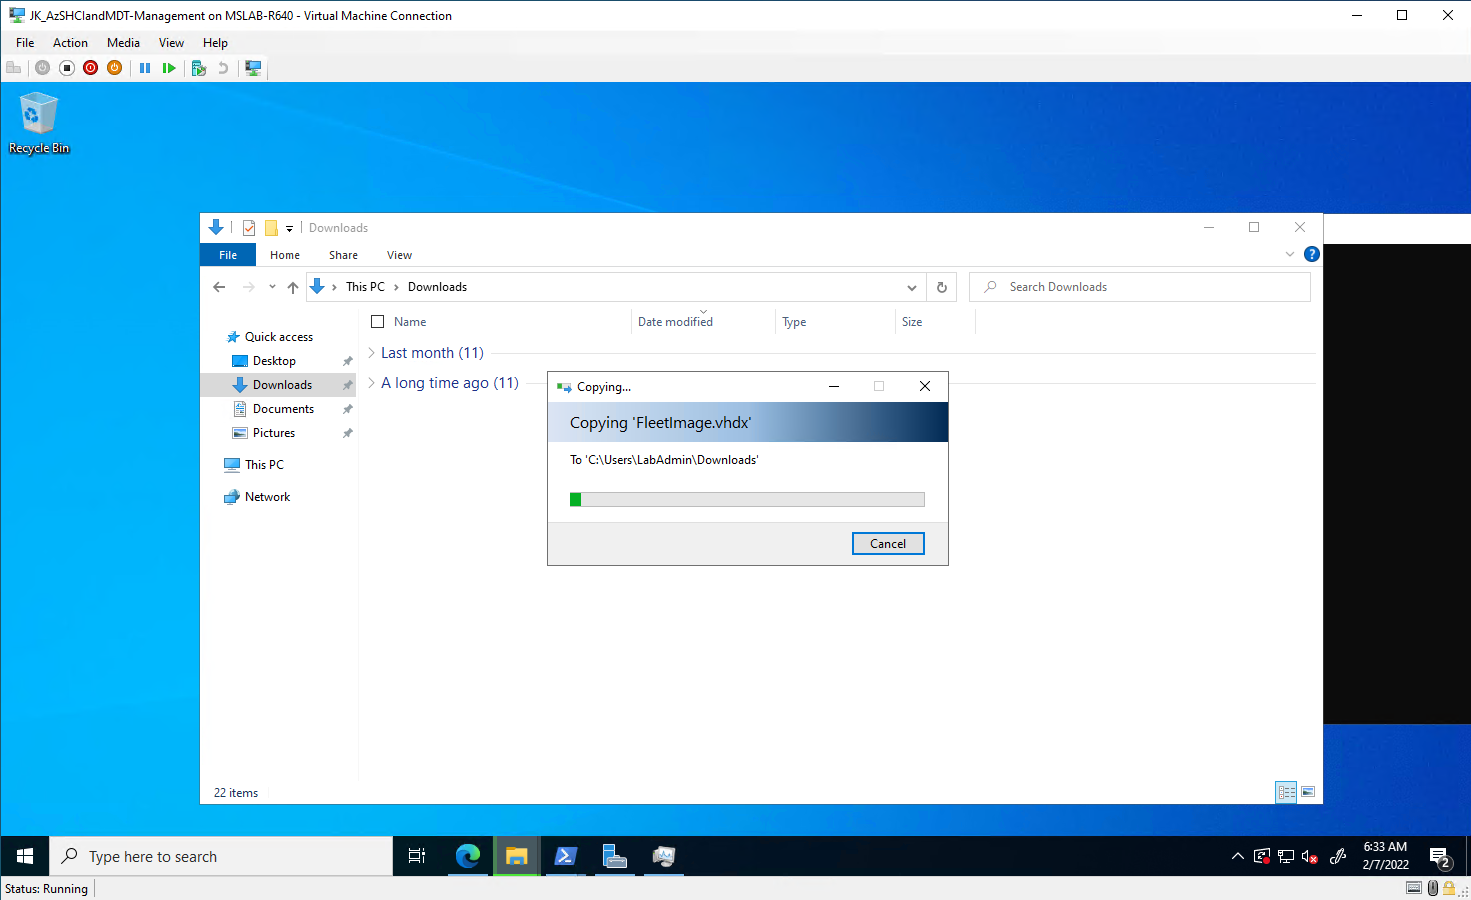 JK_AzSHCIandMDT-Management on MSLAB-R640 - Virtual Machine Connection
File Action Media View Help
Recycle Bin
Downloads
File Home Share View
This PC Downloads
Search Downloads
Name Date modified Type Size
Quick access
Desktop
Downloads
Documents
Pictures
This PC
Network
Last month (11)
A long time ago (11)
Copying...
Copying 'FleetImage.vhdx'
To 'C:\Users\LabAdmin\Downloads'
Cancel
22 items
Type here to search
6:33 AM
2/7/2022
2
Status: Running